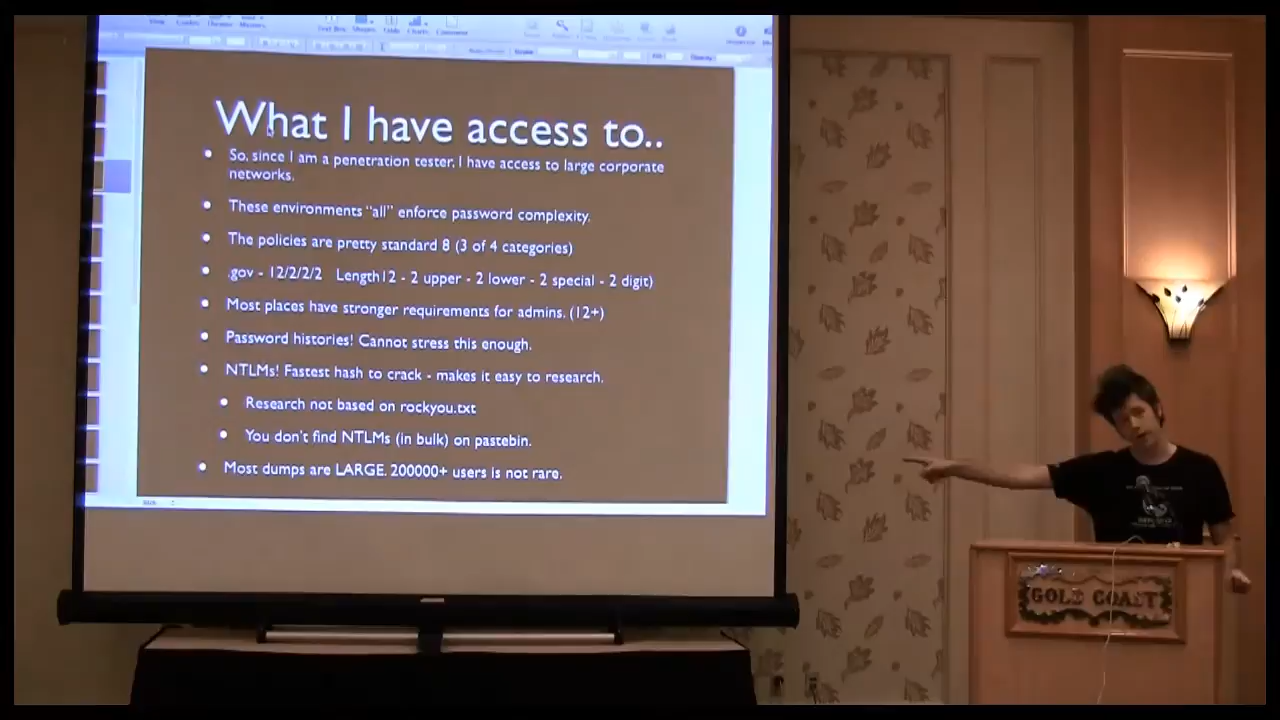 What I have access to..
So, since I am a penetration tester, I have access to large corporate
networks.
These environments "all" enforce password complexity.
The policies are pretty standard 8 (3 of 4 categories)
.gov - 12/2/2/2 Length12 - 2 upper - 2 lower - 2 special - 2 digit)
Most places have stronger requirements for admins. (12+)
Password histories! Cannot stress this enough.
NTLMs! Fastest hash to crack - makes it easy to research.
Research not based on rockyou.txt
You don't find NTLMs (in bulk) on pastebin.
Most dumps are LARGE. 200000+ users is not rare.
GOLD COAST